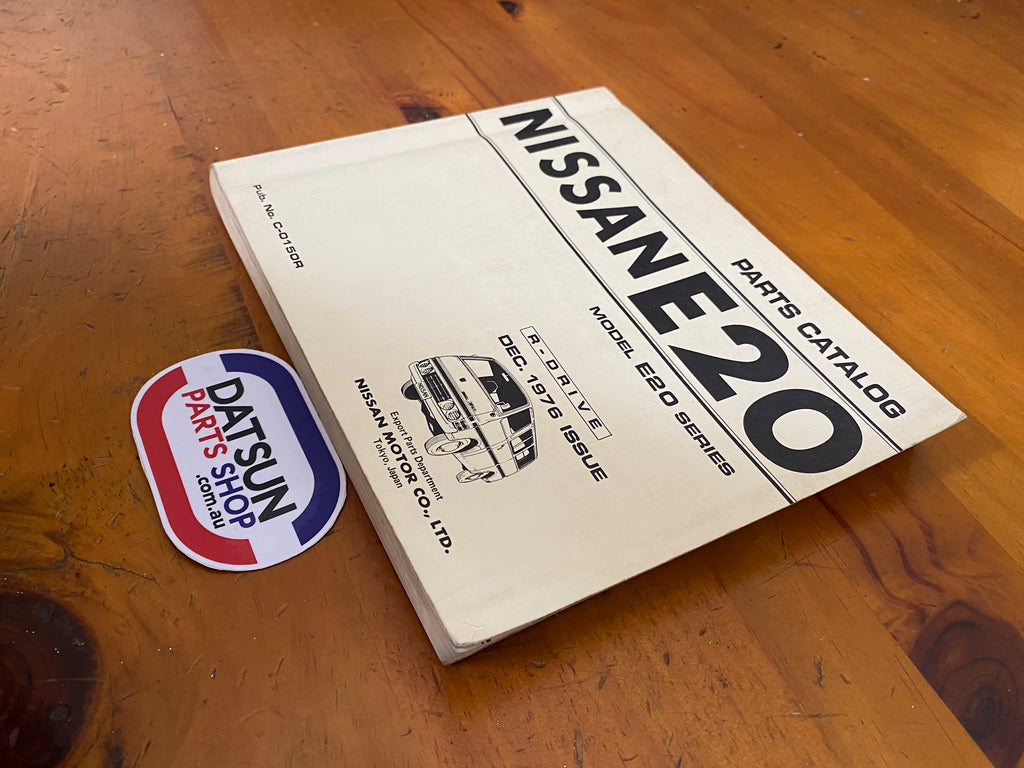 PARTS CATALOG
NISSAN E20
MODEL E20 SERIES
R-DRIVE
DEC. 1976 ISSUE
Export Parts Department
NISSAN MOTOR CO., LTD.
Tokyo, Japan
Pub. No. C-0150R
DATSUN
PARTS SHOP
.com.au